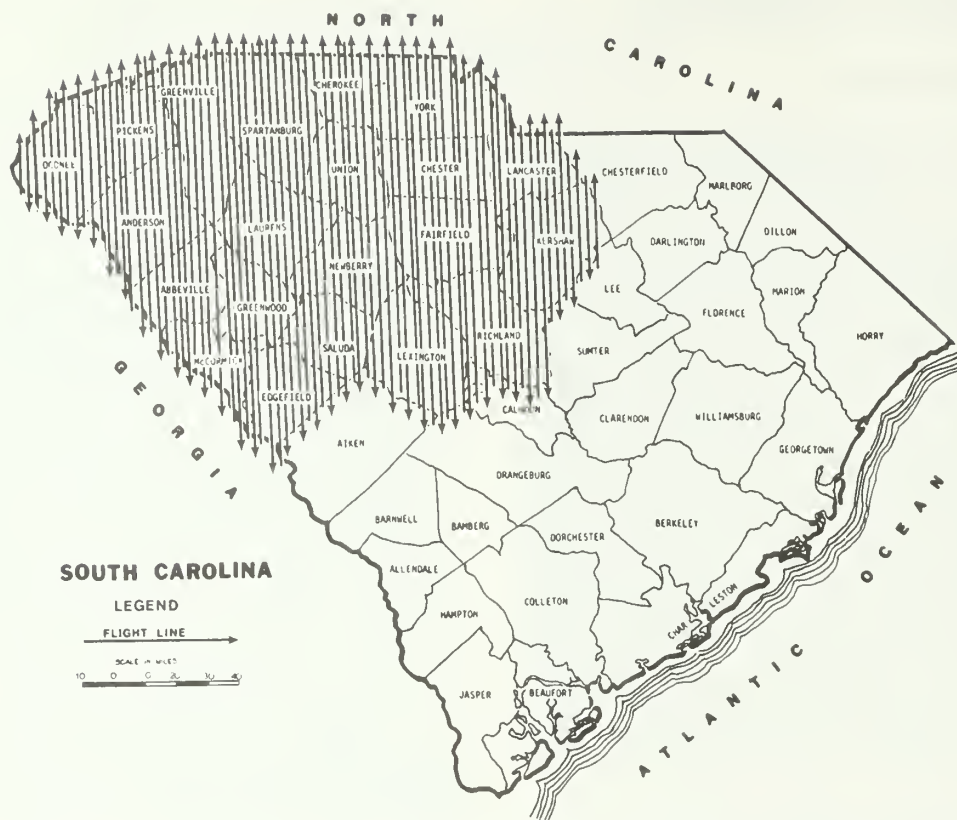 NORTH
CAROLINA
GREENVILLE
CHEROKEE
YORK
PICKENS
SPARTANBURG
OCONEE
UNION
CHESTER
LANCASTER
CHESTERFIELD
MARLBORO
ANDERSON
LAURENS
FAIRFIELD
KERSHAW
DARLINGTON
DILLON
NEWBERRY
ABBEVILLE
GREENWOOD
LEE
MARION
FLORENCE
HORRY
RICHLAND
SALUDA
LEXINGTON
SUMTER
McCORMICK
EDGEFIELD
CALHOUN
CLARENDON
WILLIAMSBURG
GEORGIA
AIKEN
GEORGETOWN
ORANGEBURG
BARNWELL
BAMBERG
BERKELEY
DORCHESTER
ALLENDALE
HAMPTON
COLLETON
CHARLESTON
JASPER
BEAUFORT
ATLANTIC OCEAN
SOUTH CAROLINA
LEGEND
FLIGHT LINE
SCALE IN MILES
10 0 20 30 40